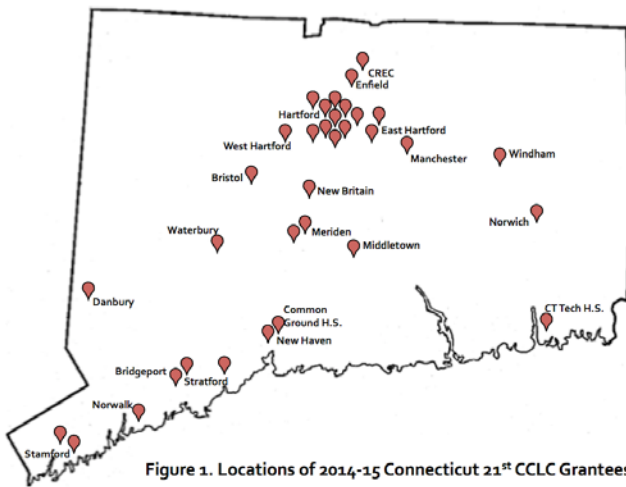 CREC
Enfield
Hartford
East Hartford
West Hartford
Manchester
Windham
Bristol
New Britain
Norwich
Meriden
Waterbury
Middletown
Danbury
Common
Ground H.S.
CT Tech H.S.
New Haven
Bridgeport
Stratford
Norwalk
Stamford
Figure 1. Locations of 2014-15 Connecticut 21st CCLC Grantees